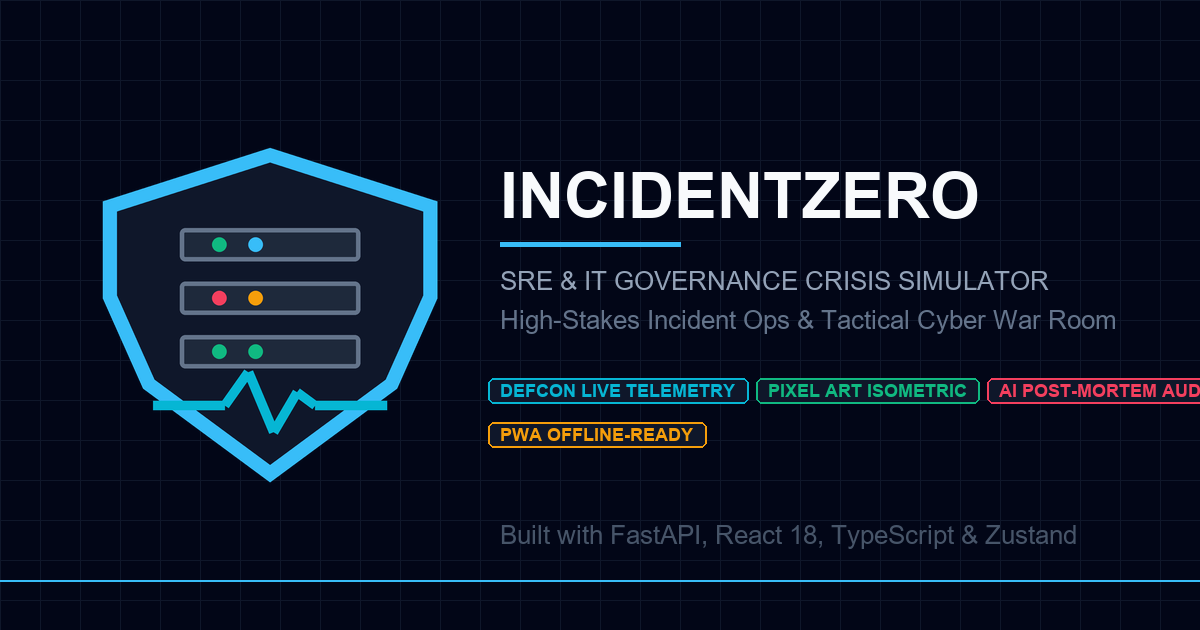 INCIDENTZERO
SRE & IT GOVERNANCE CRISIS SIMULATOR
High-Stakes Incident Ops & Tactical Cyber War Room
DEFCON LIVE TELEMETRY PIXEL ART ISOMETRIC AI POST-MORTEM AUD
PWA OFFLINE-READY
Built with FastAPI, React 18, TypeScript & Zustand